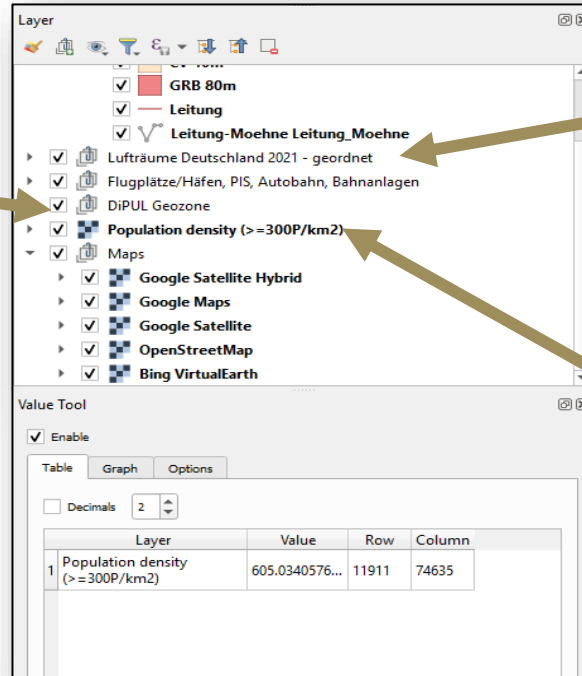 Layer
GRB 80m
Leitung
Leitung-Moehne Leitung_Moehne
Lufträume Deutschland 2021 - geordnet
Flugplätze/Häfen, PIS, Autobahn, Bahnanlagen
DiPUL Geozone
Population density (>=300P/km2)
Maps
Google Satellite Hybrid
Google Maps
Google Satellite
OpenStreetMap
Bing VirtualEarth
Value Tool
Enable
Table Graph Options
Decimals 2
Layer Value Row Column
1 Population density (>=300P/km2) 605.0340576... 11911 74635